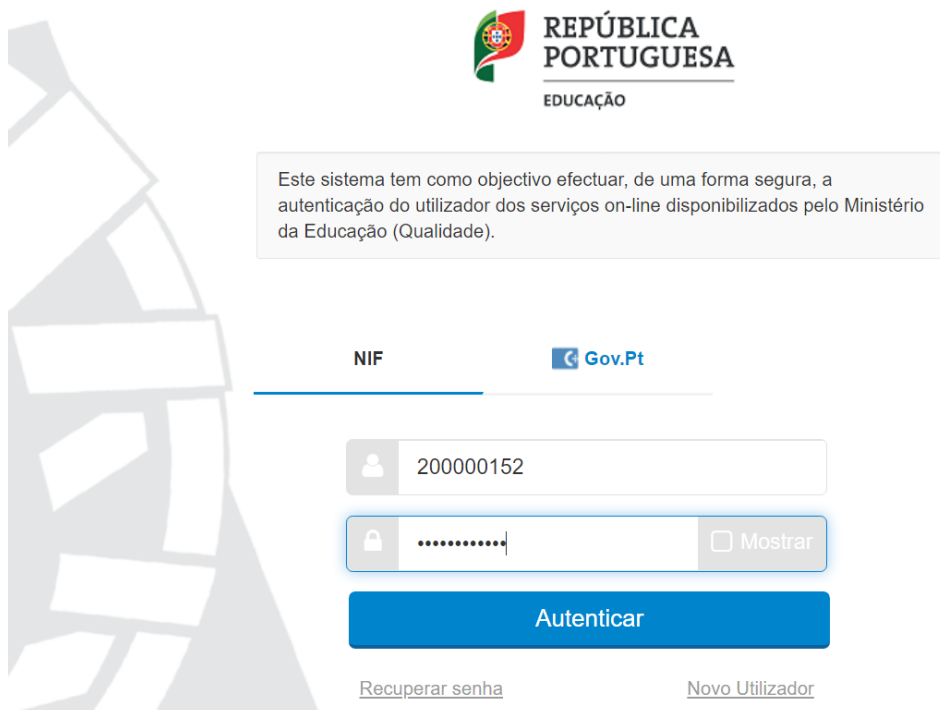 REPÚBLICA
PORTUGUESA
EDUCAÇÃO
Este sistema tem como objectivo efectuar, de uma forma segura, a
autenticação do utilizador dos serviços on-line disponibilizados pelo Ministério
da Educação (Qualidade).
NIF
Gov.Pt
200000152
••••••••••••
Mostrar
Autenticar
Recuperar senha
Novo Utilizador